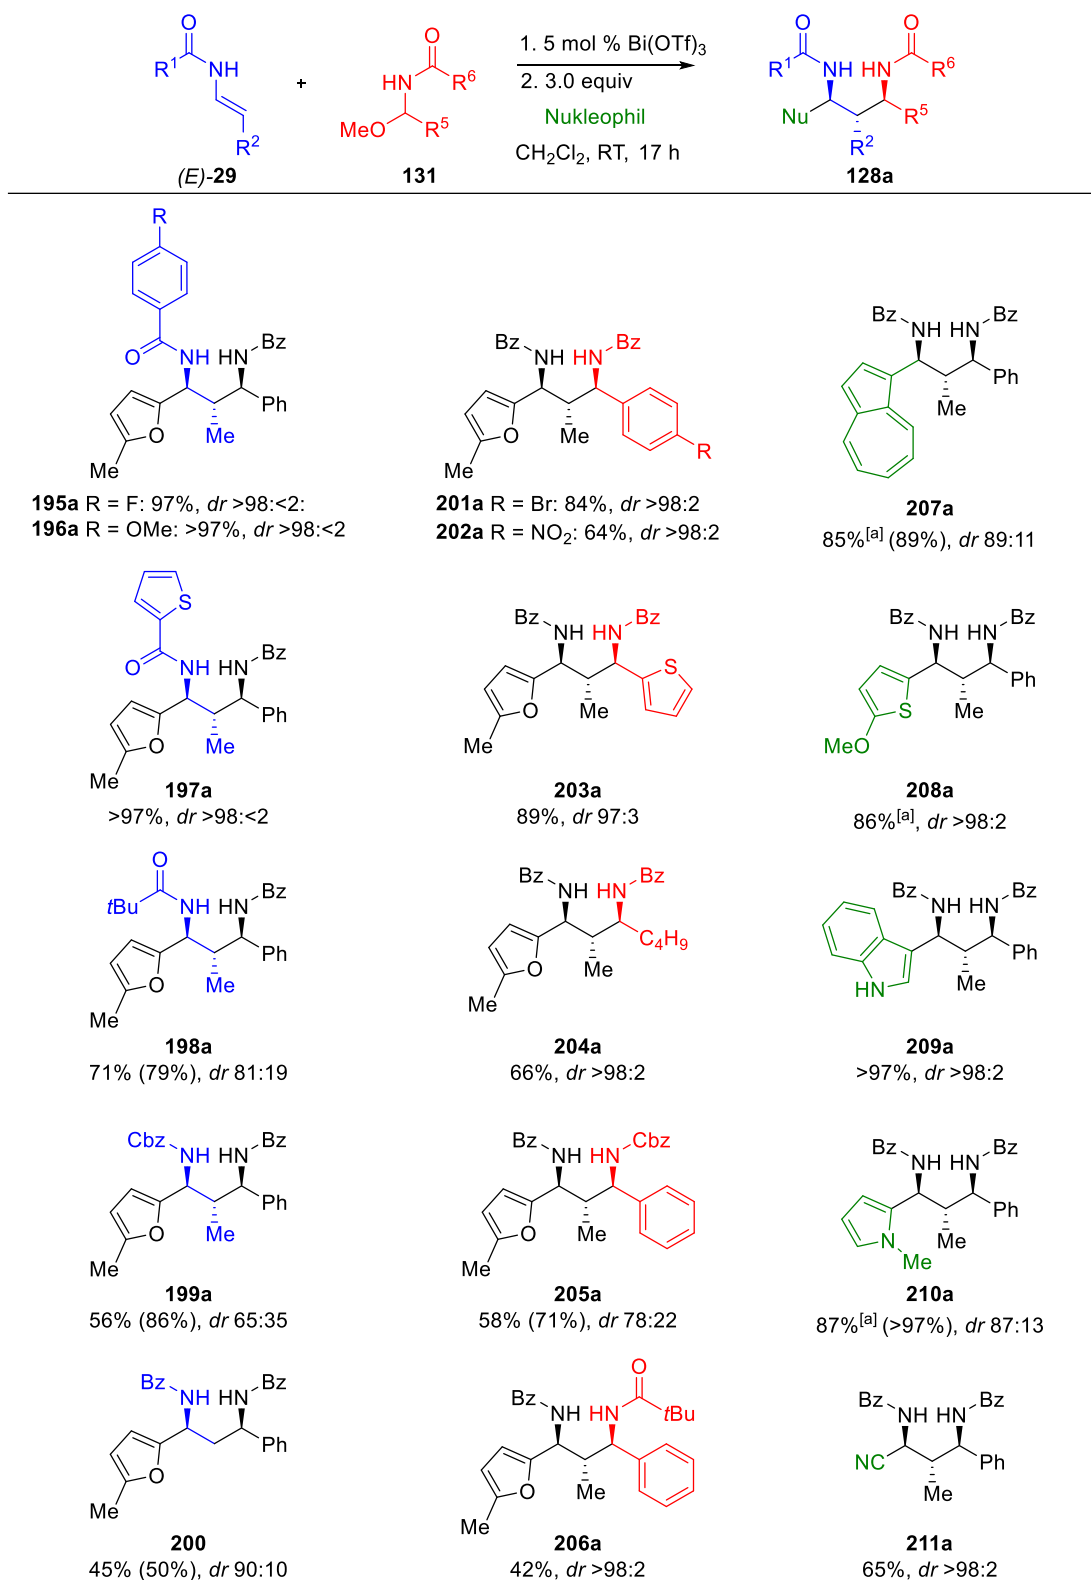 O
R1
NH
R2
(E)-29
+
O
HN
R6
MeO
R5
131
1. 5 mol % Bi(OTf)3
2. 3.0 equiv
Nukleophil
CH2Cl2, RT, 17 h
O
R1
NH
HN
O
R6
Nu
R2
R5
128a
R
O
NH HN
Bz
O
Ph
Me
Me
195a R = F: 97%, dr >98:<2:
196a R = OMe: >97%, dr >98:<2
Bz
NH HN
Bz
O
Me
R
Me
201a R = Br: 84%, dr >98:2
202a R = NO2: 64%, dr >98:2
Bz
NH HN
Bz
Ph
Me
207a
85%[a] (89%), dr 89:11
S
O
NH HN
Bz
O
Ph
Me
Me
197a
>97%, dr >98:<2
Bz
NH HN
Bz
S
O
Me
Me
203a
89%, dr 97:3
Bz
NH HN
Bz
S
Ph
Me
MeO
208a
86%[a], dr >98:2
O
tBu
NH HN
Bz
O
Ph
Me
Me
198a
71% (79%), dr 81:19
Bz
NH HN
Bz
C4H9
O
Me
Me
204a
66%, dr >98:2
Bz
NH HN
Bz
Ph
Me
HN
209a
>97%, dr >98:2
Cbz
NH HN
Bz
Ph
O
Me
Me
199a
56% (86%), dr 65:35
Bz
NH HN
Cbz
O
Me
Me
205a
58% (71%), dr 78:22
Bz
NH HN
Bz
Ph
N
Me
Me
210a
87%[a] (>97%), dr 87:13
Bz
NH HN
Bz
Ph
O
Me
200
45% (50%), dr 90:10
O
Bz
NH HN
tBu
O
Me
Me
206a
42%, dr >98:2
Bz
NH HN
Bz
NC
Ph
Me
211a
65%, dr >98:2